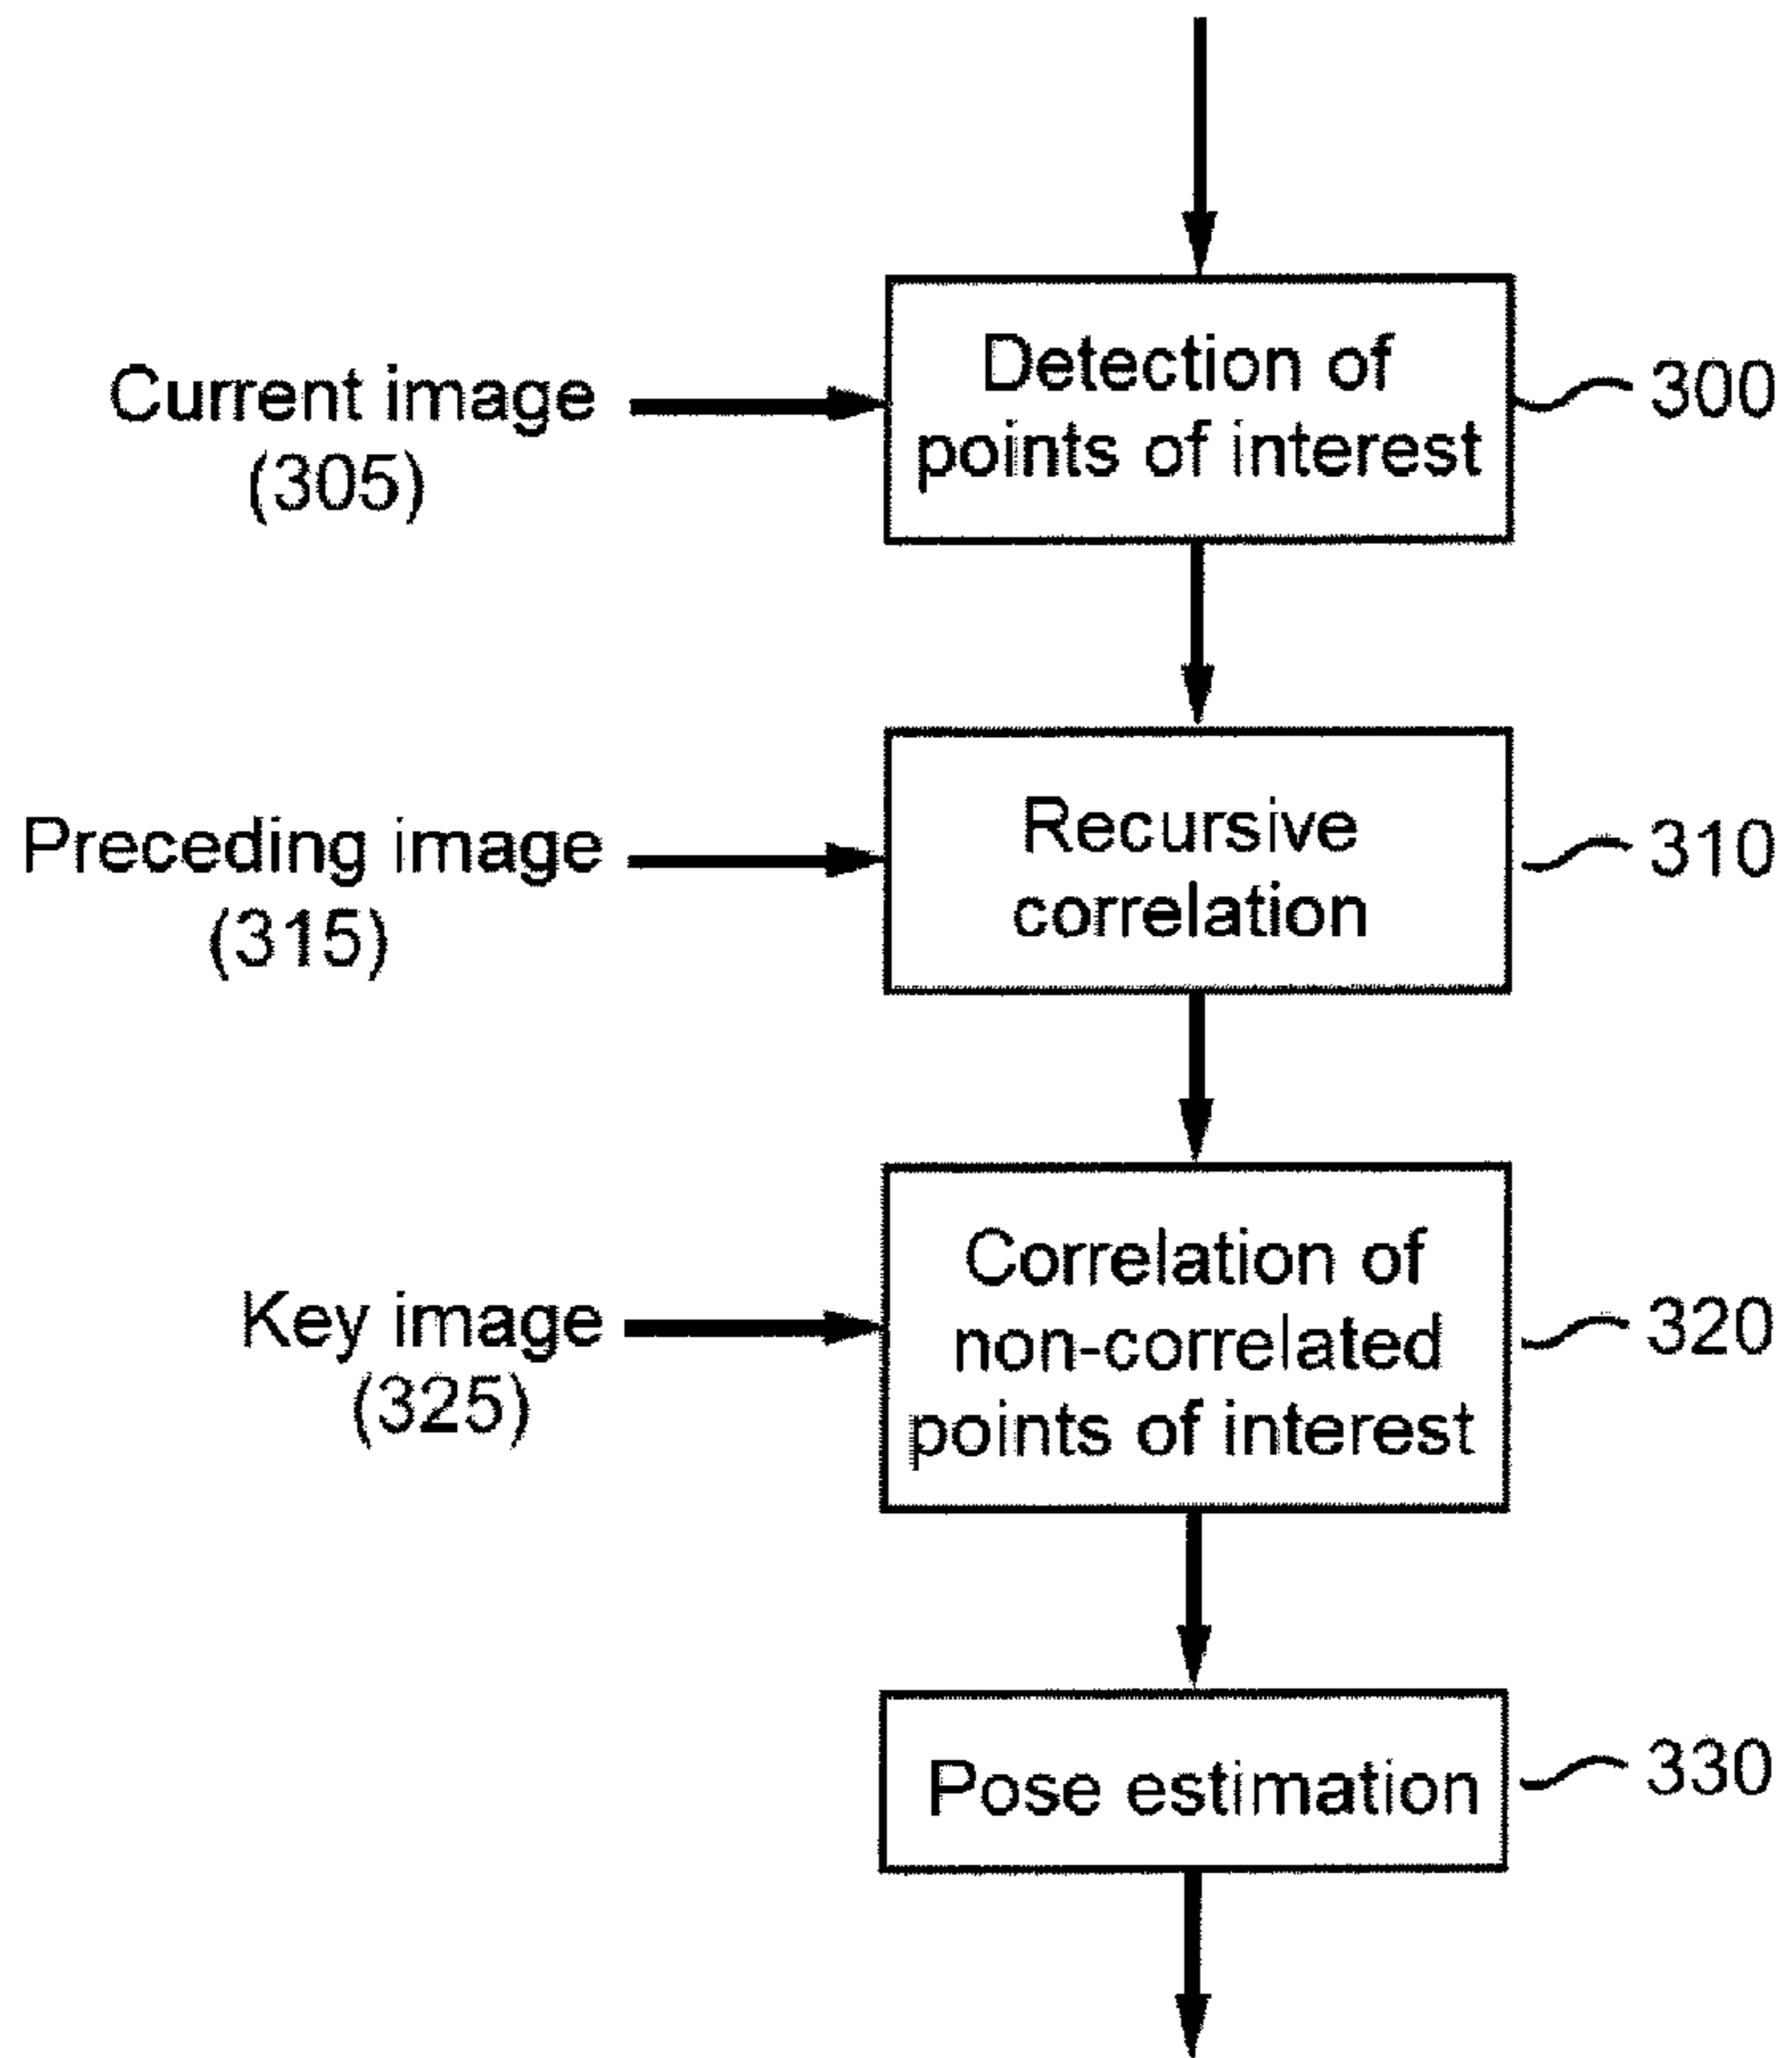 Current image
(305)
Detection of
points of interest
300
Preceding image
(315)
Recursive
correlation
310
Key image
(325)
Correlation of
non-correlated
points of interest
320
Pose estimation
330